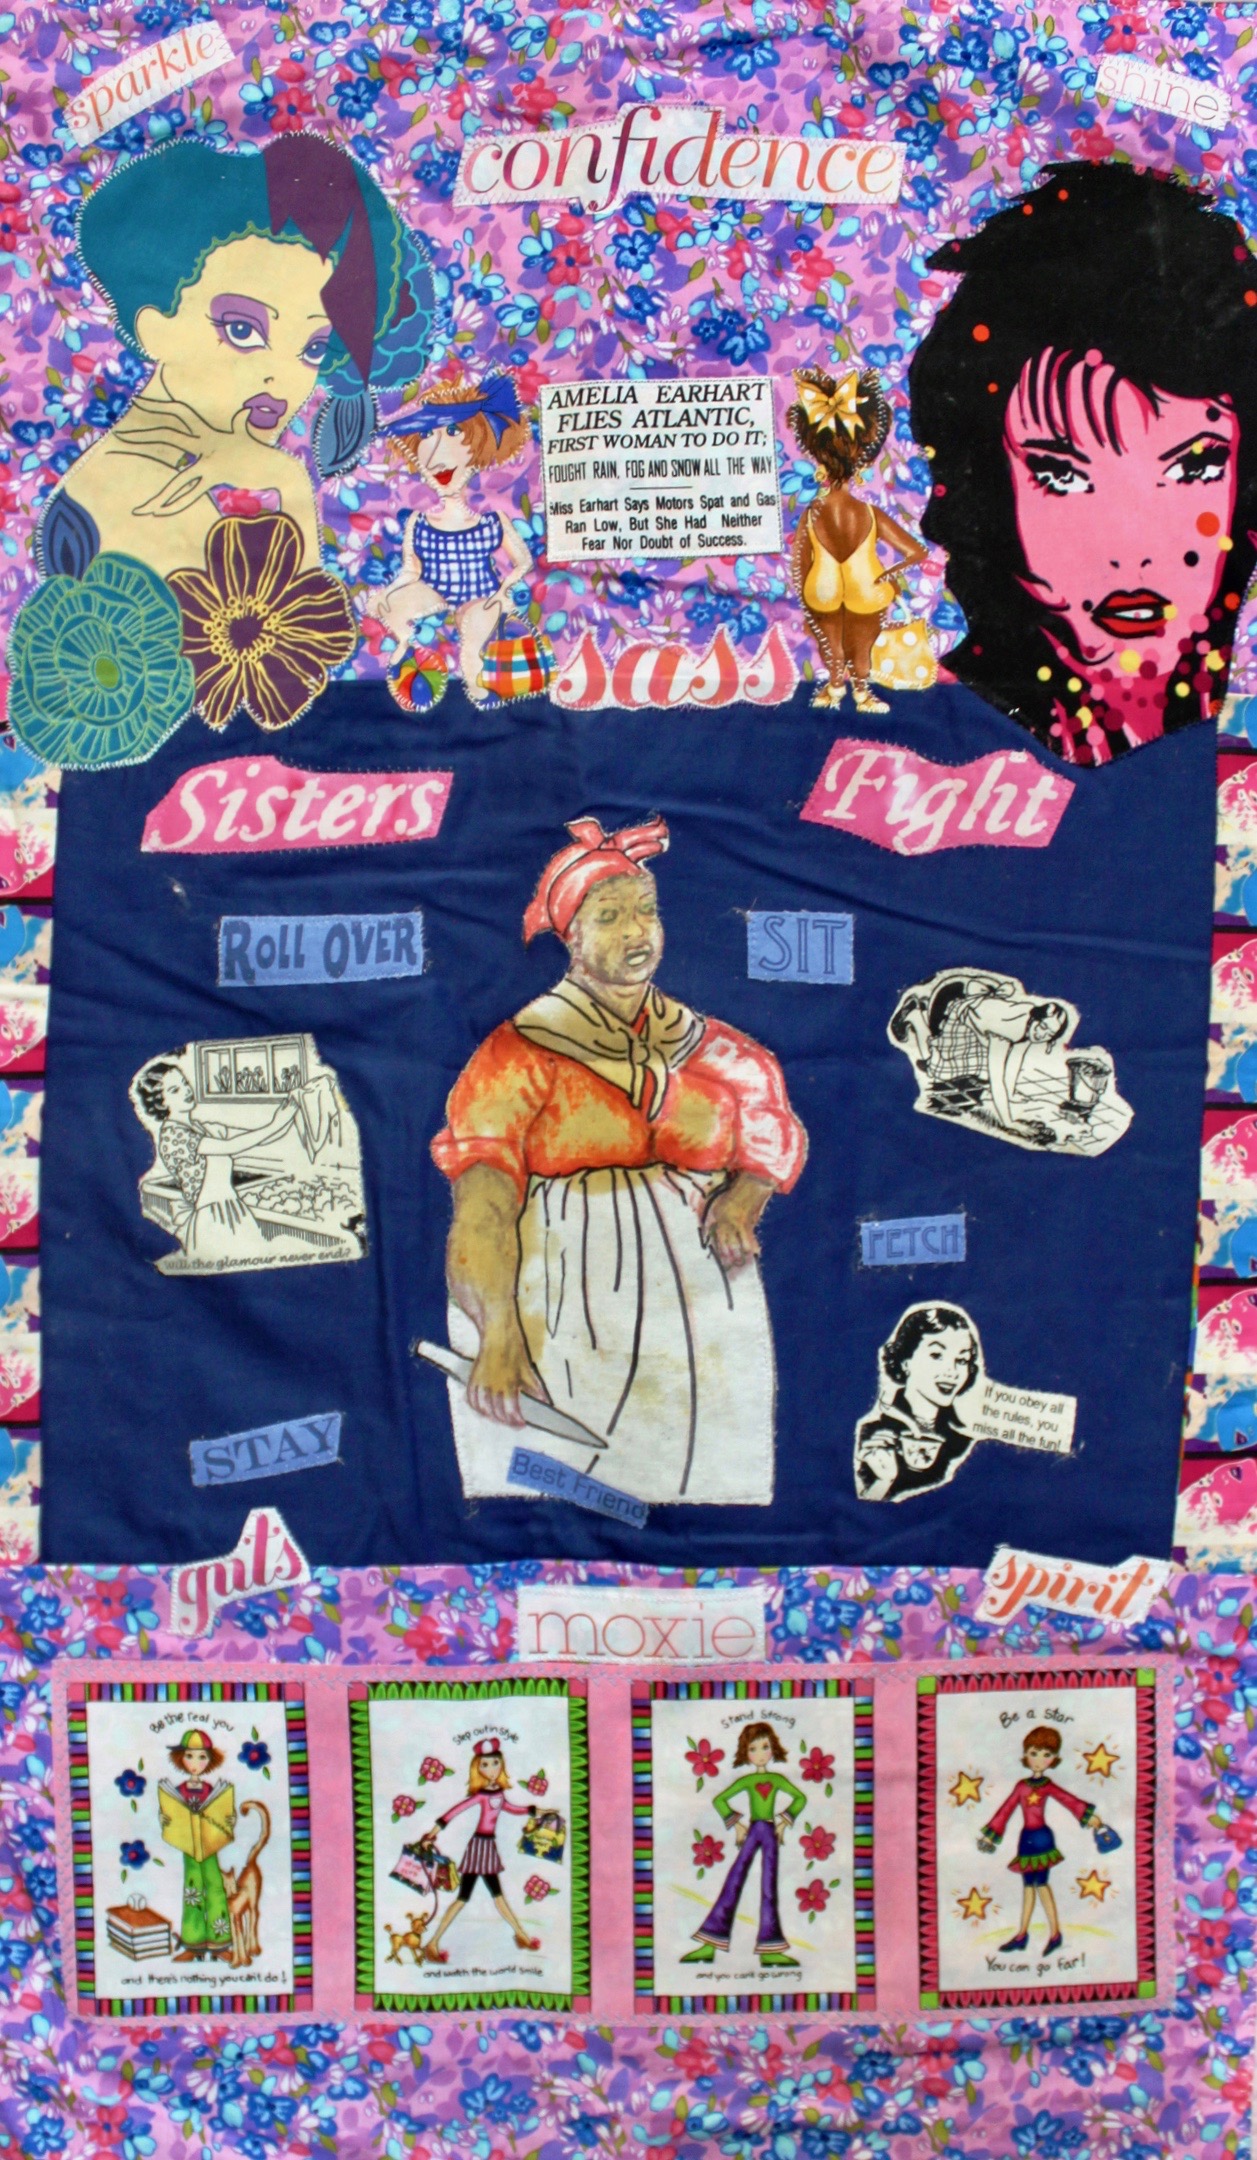 sparkle
shine
confidence
AMELIA EARHART
FLIES ATLANTIC,
FIRST WOMAN TO DO IT;
FOUGHT RAIN, FOG AND SNOW ALL THE WAY
Miss Earhart Says Motors Spat and Gas
Ran Low, But She Had Neither
Fear Nor Doubt of Success.
sass
Sisters
Fight
ROLL OVER
SIT
will the glamour never end?
FETCH
If you obey all
the rules, you
miss all the fun!
STAY
Best Friend
guts
spirit
moxie
Be the real you
and there's nothing you can't do!
Step out in style
and watch the world smile
Stand Strong
and you can't go wrong
Be a star
You can go far!